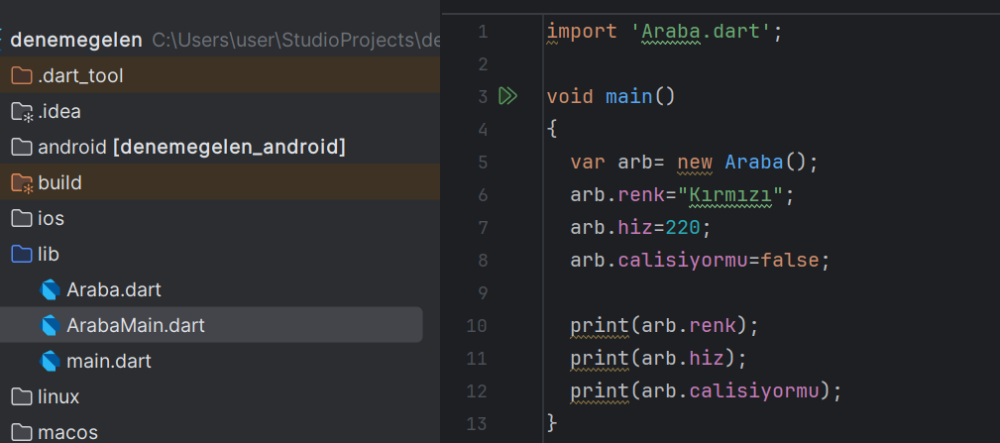 denemegelen C:\Users\user\StudioProjects\de
.dart_tool
.idea
android [denemegelen_android]
build
ios
lib
Araba.dart
ArabaMain.dart
main.dart
linux
macos
1 import 'Araba.dart';
2
3 void main()
4 {
5 var arb= new Araba();
6 arb.renk="Kırmızı";
7 arb.hiz=220;
8 arb.calisiyormu=false;
9
10 print(arb.renk);
11 print(arb.hiz);
12 print(arb.calisiyormu);
13 }